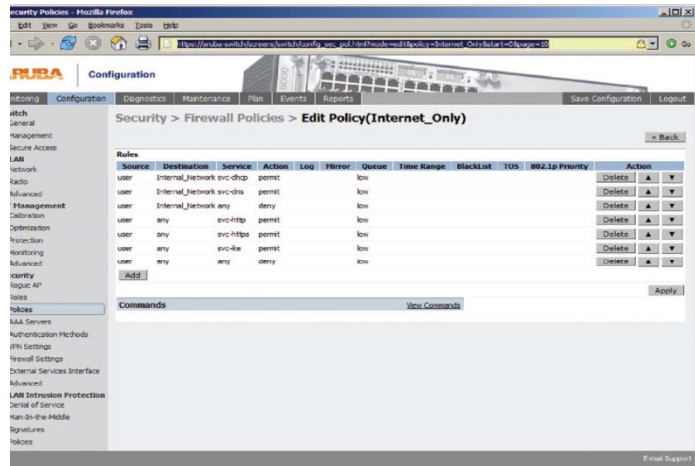 ecurity Policies - Mozilla Firefox
Edit View Go Bookmarks Tools Help
https://aruba-switch/screens/switch/config_sec_pol.html?mode=edit&policy=Internet_Only&start=0&page=10
Go
ARUBA Configuration
nitoring Configuration Diagnostics Maintenance Plan Events Reports Save Configuration Logout
Security > Firewall Policies > Edit Policy(Internet_Only)
« Back
Rules
Source Destination Service Action Log Mirror Queue Time Range BlackList TOS 802.1p Priority Action
user Internal_Network svc-dhcp permit low Delete ▲ ▼
user Internal_Network svc-dns permit low Delete ▲ ▼
user Internal_Network any deny low Delete ▲ ▼
user any svc-http permit low Delete ▲ ▼
user any svc-https permit low Delete ▲ ▼
user any svc-ike permit low Delete ▲ ▼
user any any deny low Delete ▲ ▼
Add
Apply
Commands View Commands
witch
General
Management
Secure Access
LAN
Network
Radio
Advanced
Management
Calibration
Optimization
Protection
Monitoring
Advanced
curity
Rogue AP
Roles
Policies
AAA Servers
Authentication Methods
VPN Settings
Firewall Settings
External Services Interface
Advanced
LAN Intrusion Protection
Denial of Service
Man-In-the-Middle
Signatures
Policies
E-mail Support